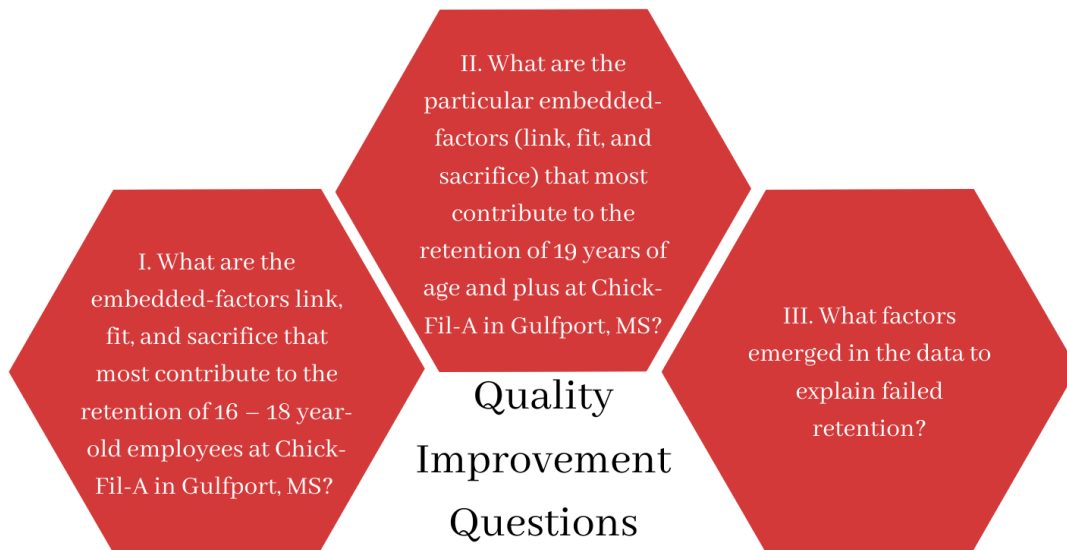 I. What are the
embedded-factors link,
fit, and sacrifice that
most contribute to the
retention of 16 – 18 year-
old employees at Chick-
Fil-A in Gulfport, MS?
II. What are the
particular embedded-
factors (link, fit, and
sacrifice) that most
contribute to the
retention of 19 years of
age and plus at Chick-
Fil-A in Gulfport, MS?
III. What factors
emerged in the data to
explain failed
retention?
Quality
Improvement
Questions